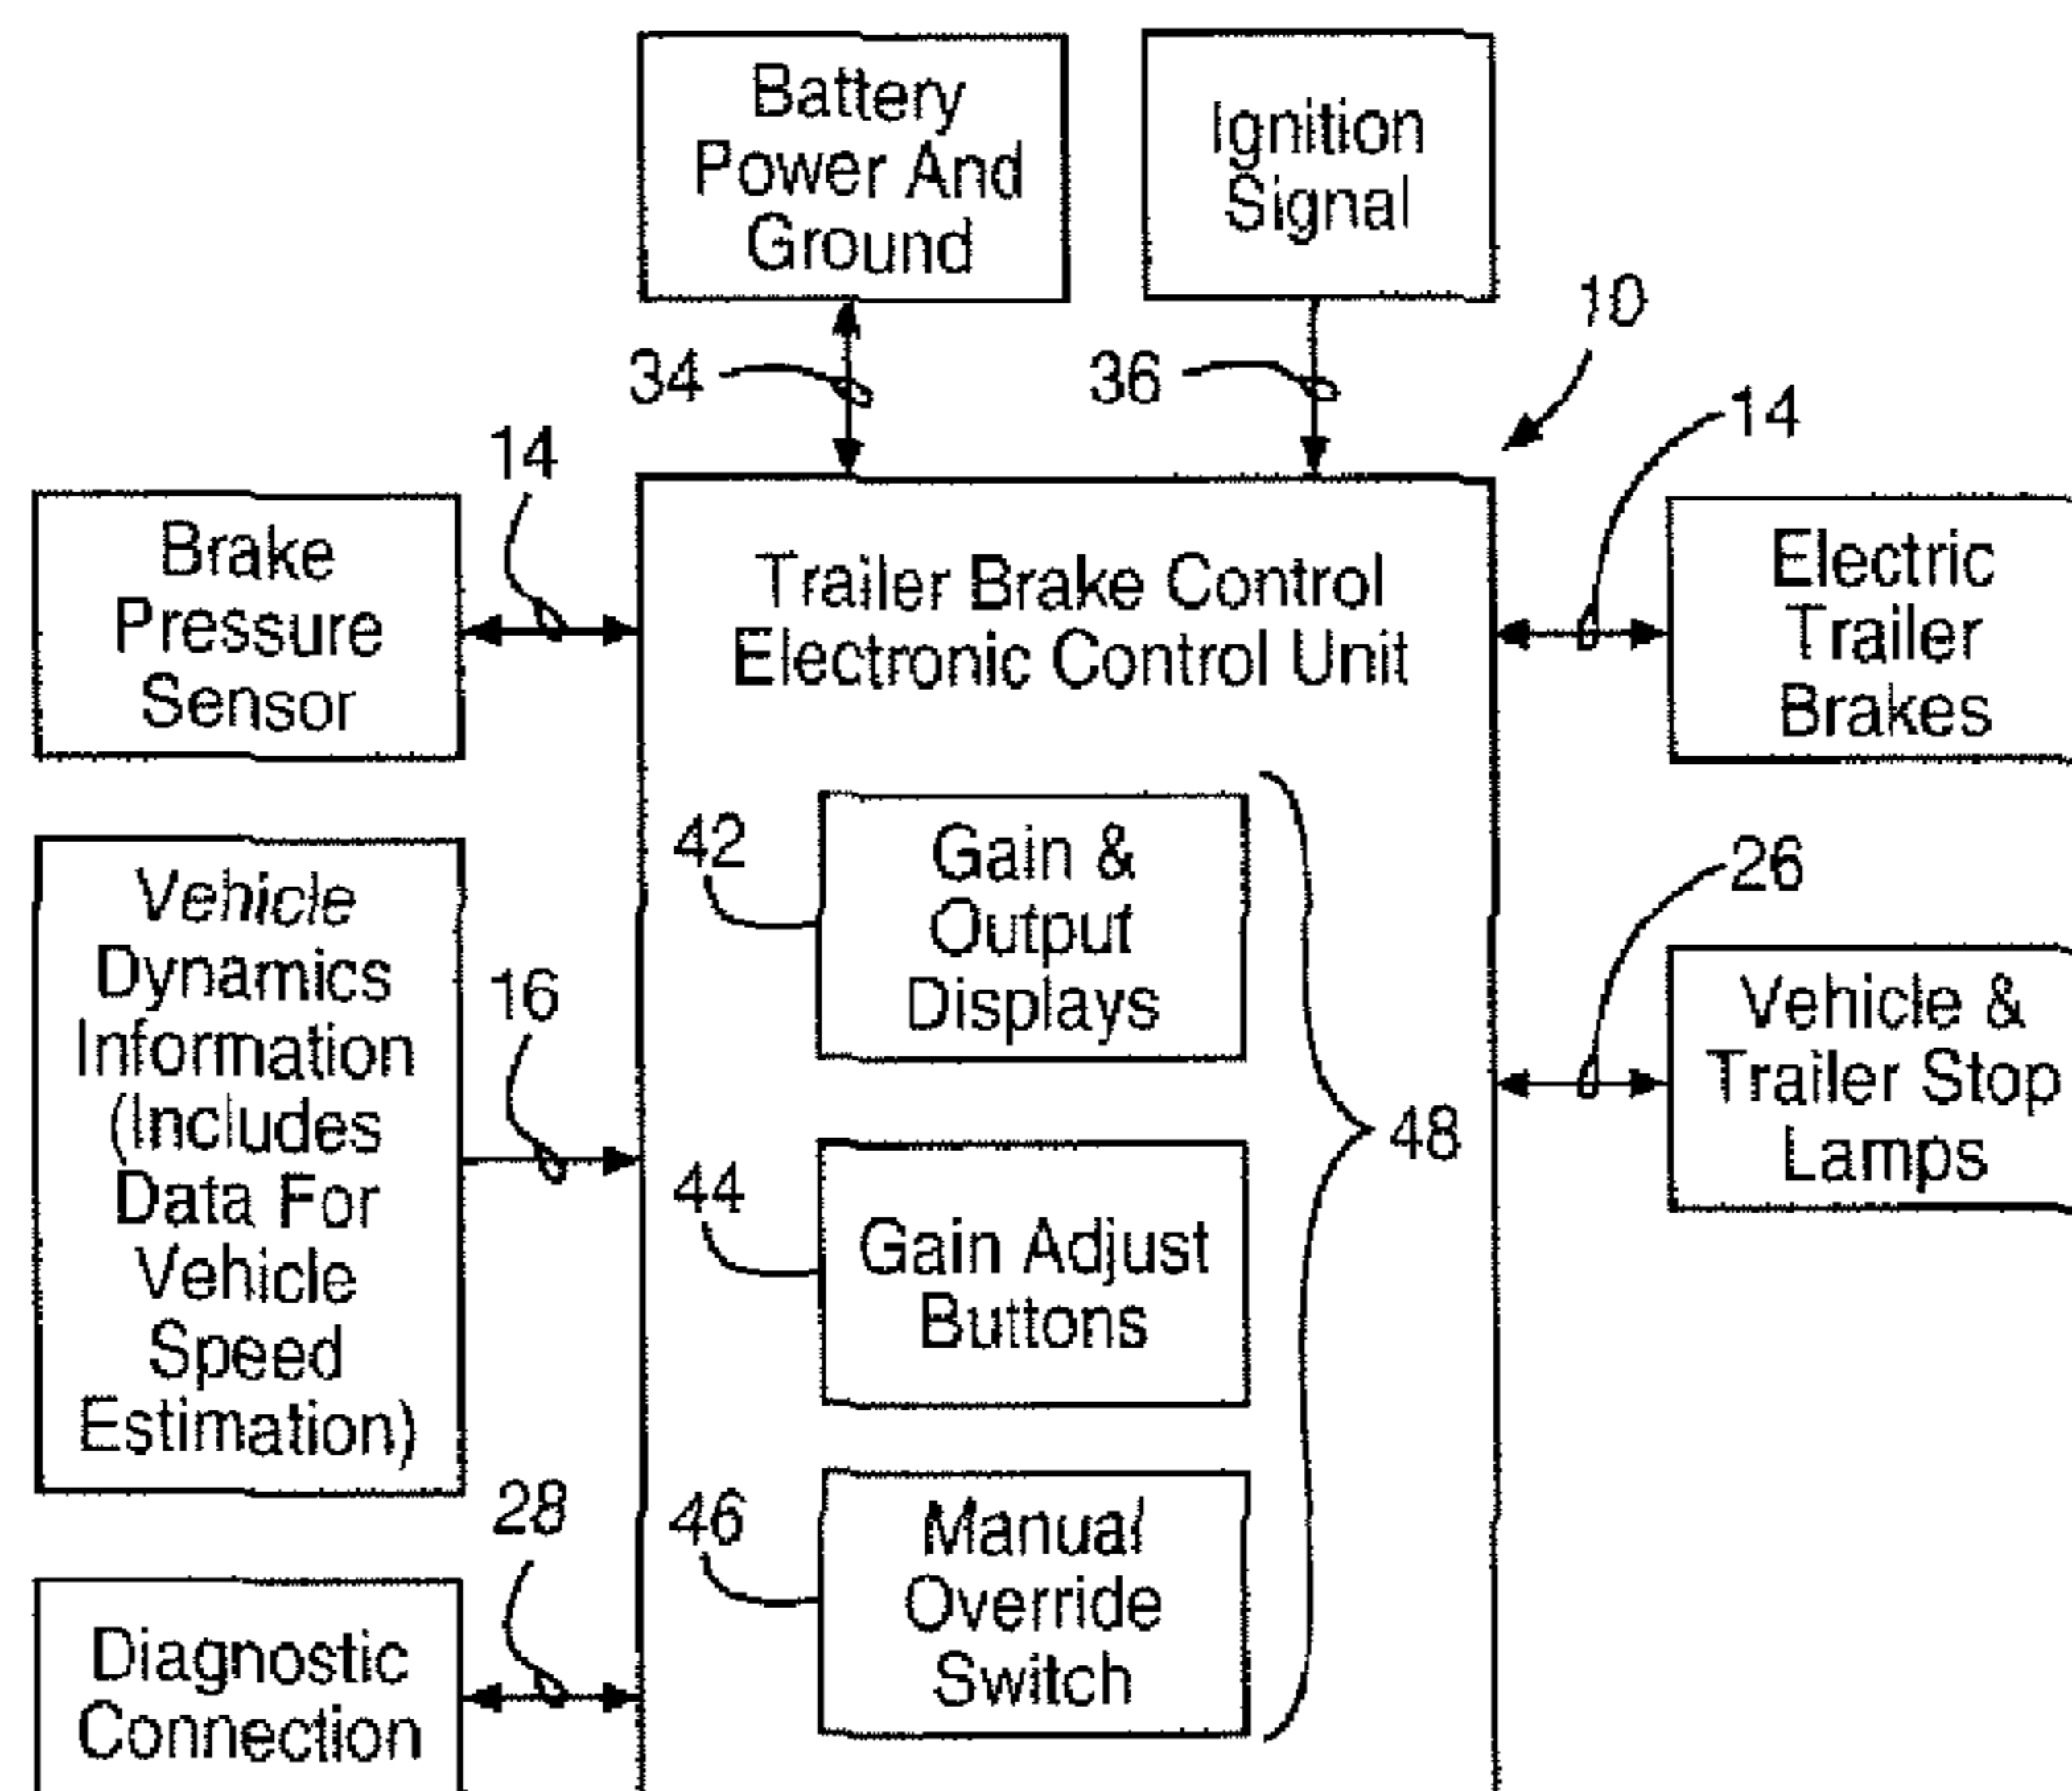 Battery
Power And
Ground
Ignition
Signal
10
34
36
14
14
Brake
Pressure
Sensor
Trailer Brake Control
Electronic Control Unit
Electric
Trailer
Brakes
42
Gain &
Output
Displays
26
Vehicle
Dynamics
Information
(Includes
Data For
Vehicle
Speed
Estimation)
16
48
Vehicle &
Trailer Stop
Lamps
44
Gain Adjust
Buttons
28
46
Manual
Override
Switch
Diagnostic
Connection